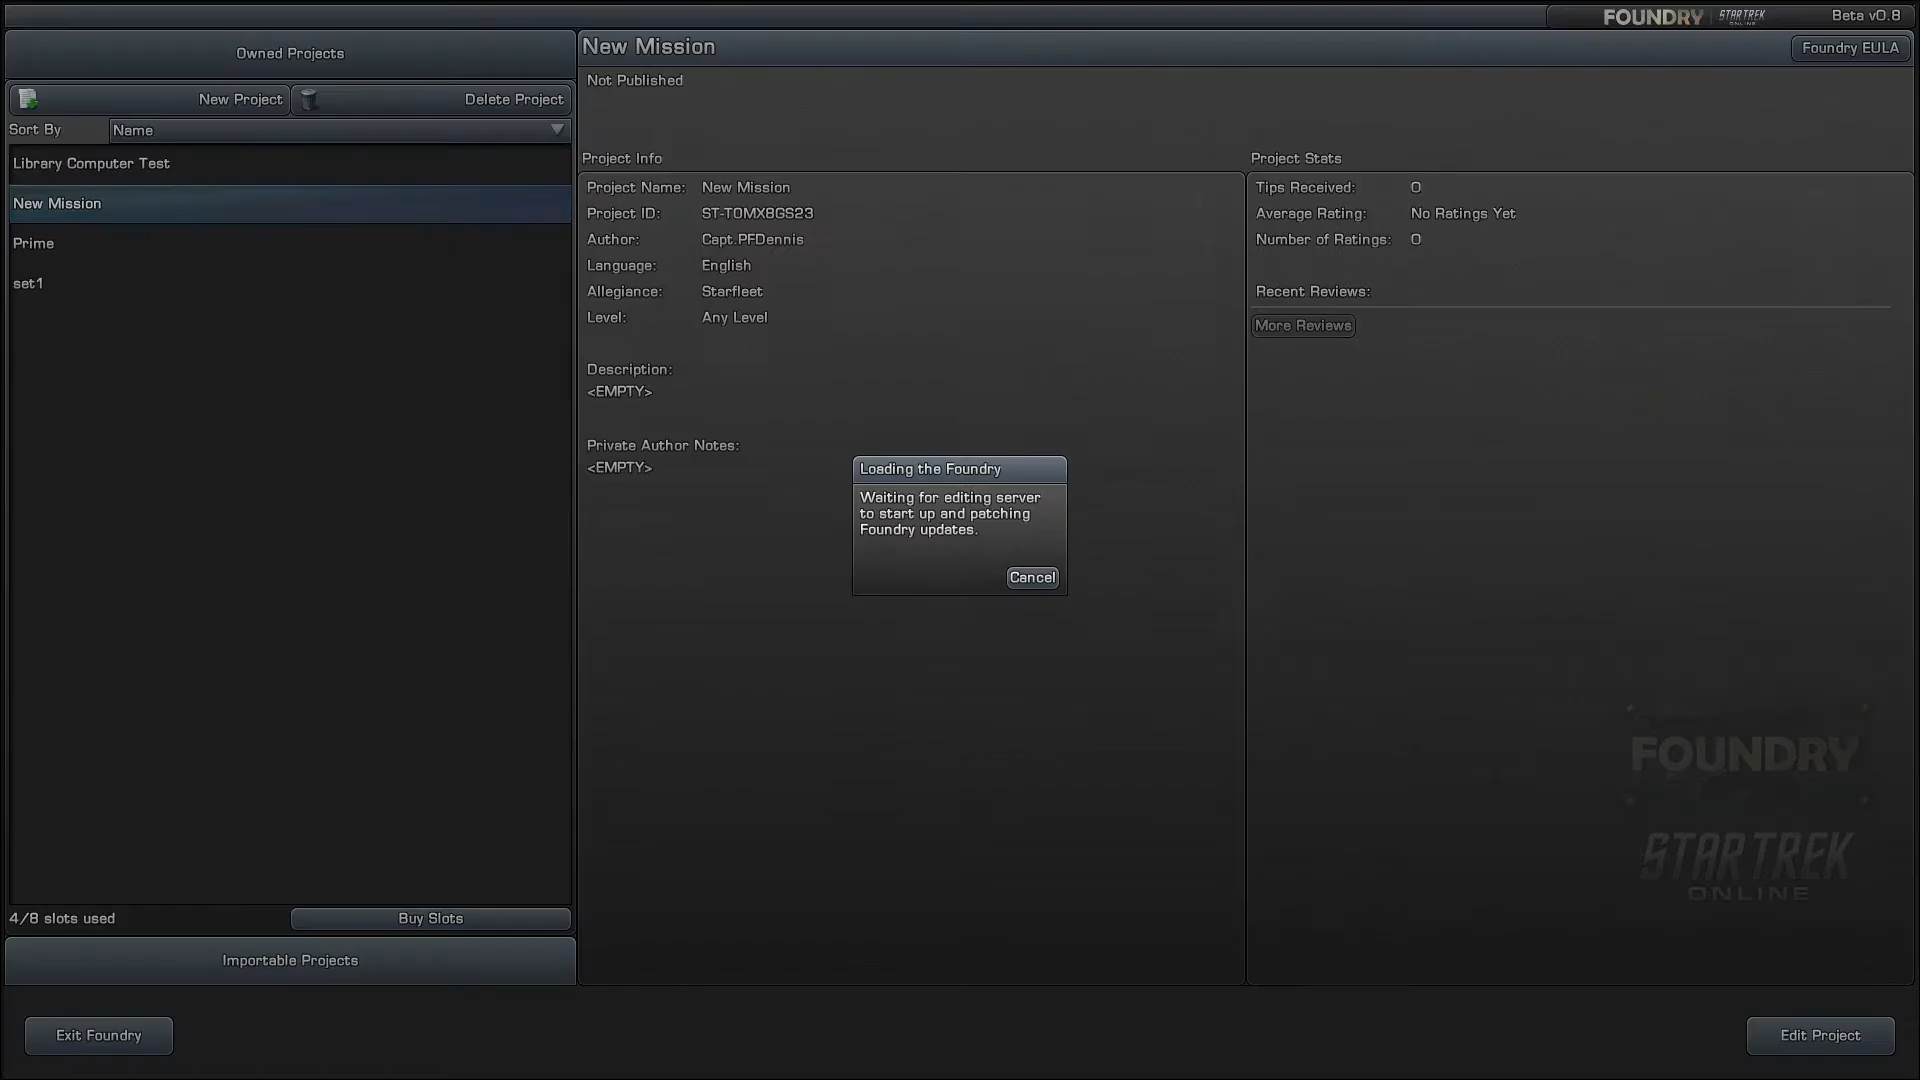 FOUNDRY STAR TREK ONLINE Beta v0.8
Owned Projects
New Project Delete Project
Sort By Name
Library Computer Test
New Mission
Prime
set1
4/8 slots used Buy Slots
Importable Projects
Exit Foundry
New Mission Foundry EULA
Not Published
Project Info
Project Name: New Mission
Project ID: ST-TOMX8GS23
Author: Capt.PFDennis
Language: English
Allegiance: Starfleet
Level: Any Level
Description:
<EMPTY>
Private Author Notes:
<EMPTY>
Loading the Foundry
Waiting for editing server
to start up and patching
Foundry updates.
Cancel
Project Stats
Tips Received: 0
Average Rating: No Ratings Yet
Number of Ratings: 0
Recent Reviews:
More Reviews
FOUNDRY
STAR TREK
ONLINE
Edit Project